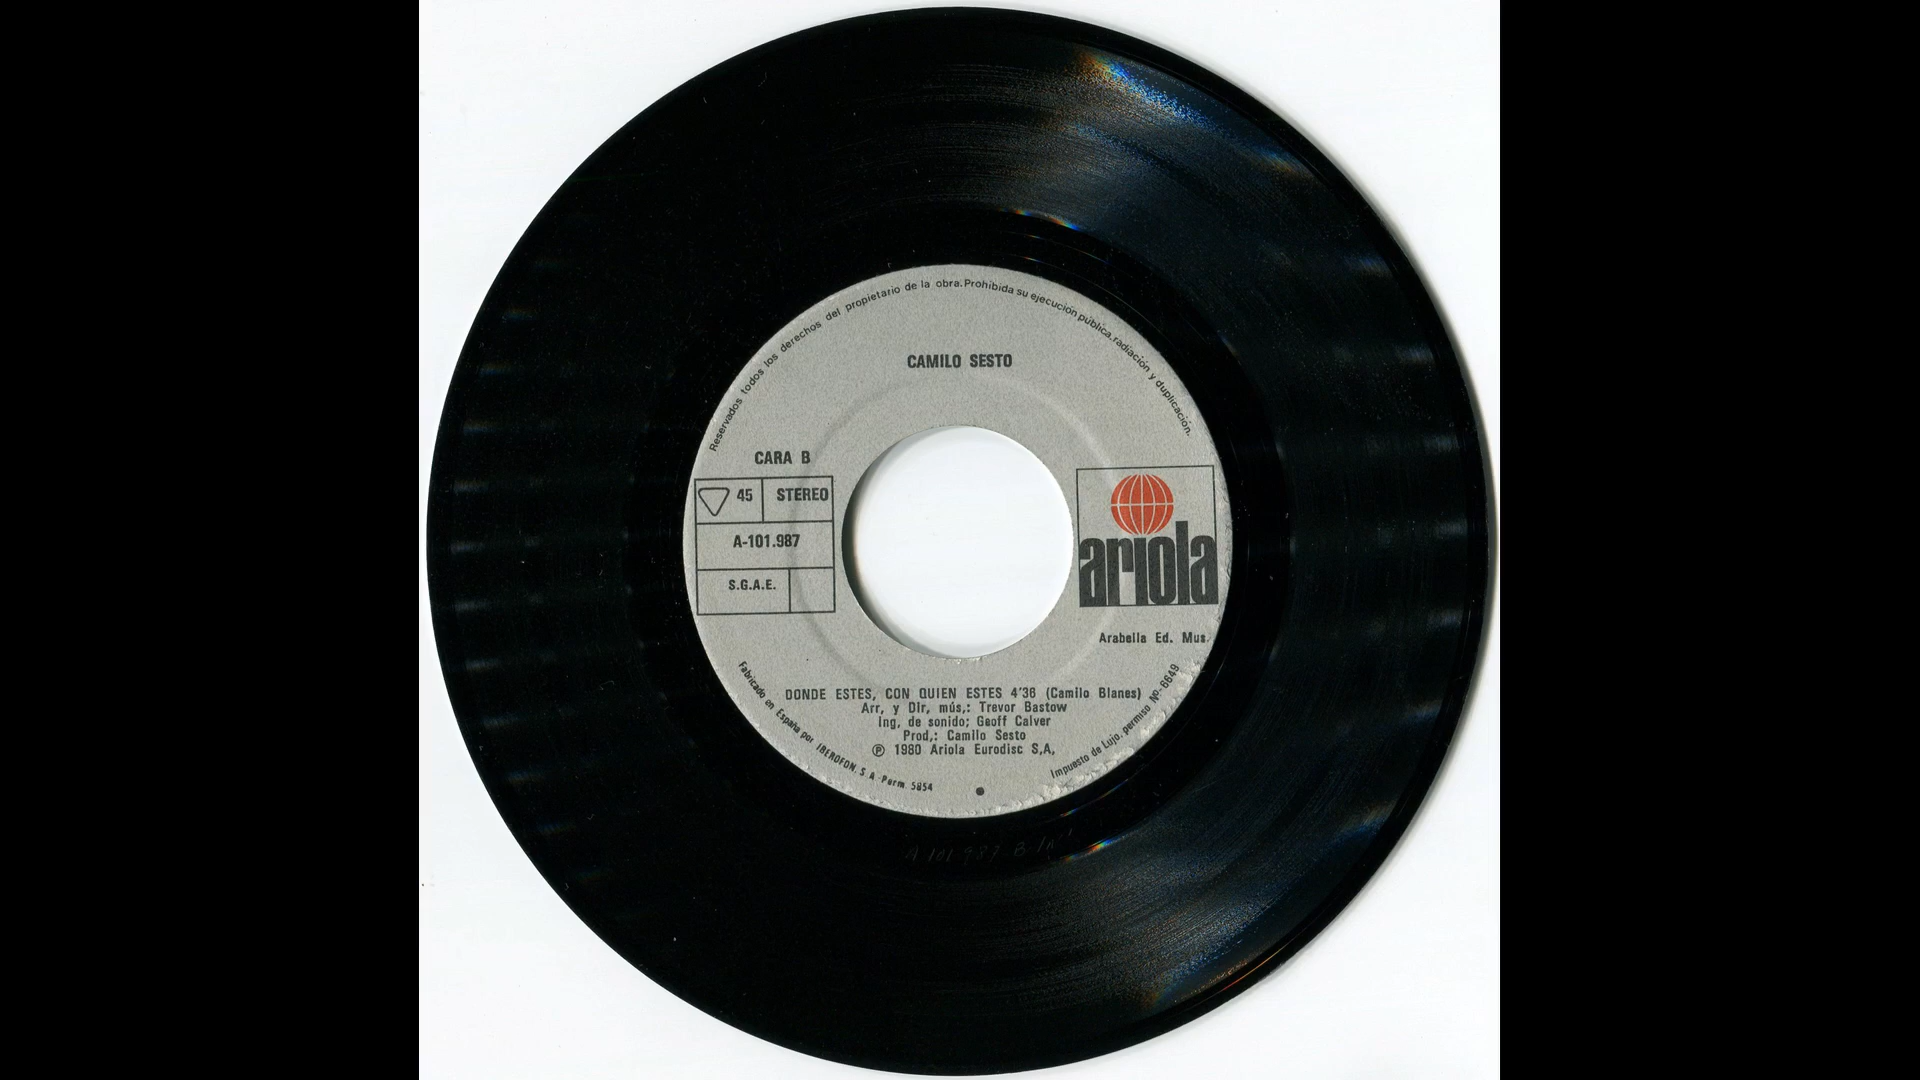 Reservados todos los derechos del propietario de la obra. Prohibida su ejecución pública, radiación y duplicación.
CAMILO SESTO
CARA B
45 STEREO
A-101.987
S.G.A.E.
ariola
Arabella Ed. Mus.
DONDE ESTES, CON QUIEN ESTES 4'36 (Camilo Blanes)
Arr, y Dir, mús,: Trevor Bastow
Ing, de sonido; Geoff Calver
Prod,: Camilo Sesto
Ⓟ 1980 Ariola Eurodisc S,A,
Fabricado en España por IBEROFON, S A -Perm 5854
Impuesto de Lujo. permiso Nº. 6649
A 101 987 B